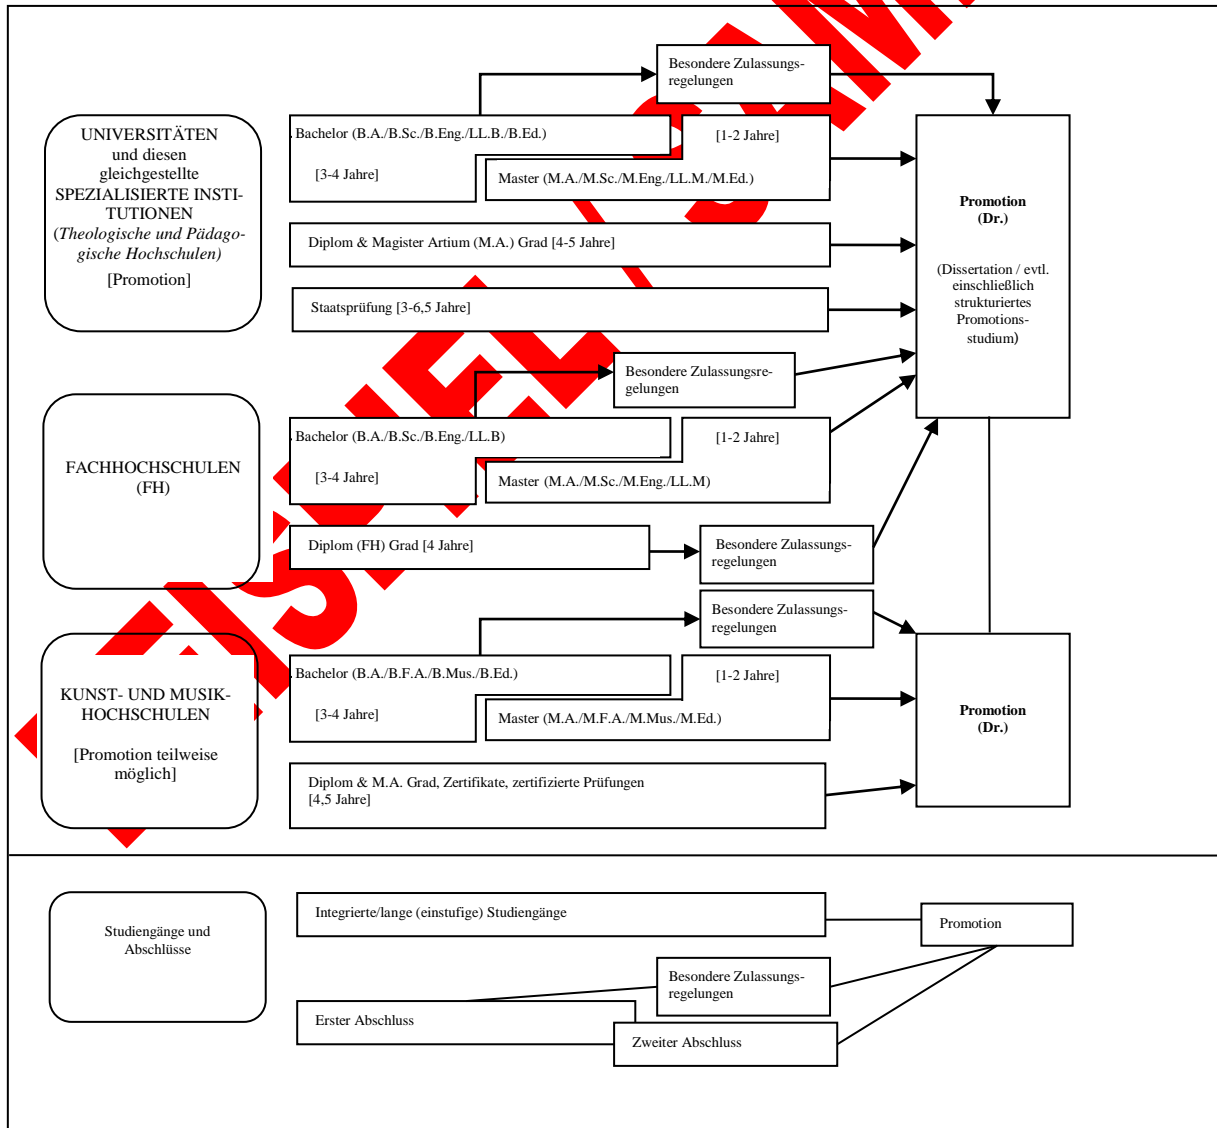 Besondere Zulassungs-
regelungen
UNIVERSITÄTEN
und diesen
gleichgestellte
SPEZIALISIERTE INSTI-
TUTIONEN
(Theologische und Pädago-
gische Hochschulen)
[Promotion]
. Bachelor (B.A./B.Sc./B.Eng./LL.B./B.Ed.)
[3-4 Jahre]
[1-2 Jahre]
Master (M.A./M.Sc./M.Eng./LL.M./M.Ed.)
Diplom & Magister Artium (M.A.) Grad [4-5 Jahre]
Staatsprüfung [3-6,5 Jahre]
Promotion
(Dr.)
(Dissertation / evtl.
einschließlich
strukturiertes
Promotions-
studium)
Besondere Zulassungsre-
gelungen
FACHHOCHSCHULEN
(FH)
. Bachelor (B.A./B.Sc./B.Eng./LL.B)
[3-4 Jahre]
[1-2 Jahre]
Master (M.A./M.Sc./M.Eng./LL.M)
Diplom (FH) Grad [4 Jahre]
Besondere Zulassungs-
regelungen
Besondere Zulassungs-
regelungen
KUNST- UND MUSIK-
HOCHSCHULEN
[Promotion teilweise
möglich]
. Bachelor (B.A./B.F.A./B.Mus./B.Ed.)
[3-4 Jahre]
[1-2 Jahre]
Master (M.A./M.F.A./M.Mus./M.Ed.)
Diplom & M.A. Grad, Zertifikate, zertifizierte Prüfungen
[4,5 Jahre]
Promotion
(Dr.)
Studiengänge und
Abschlüsse
Integrierte/lange (einstufige) Studiengänge
Promotion
Besondere Zulassungs-
regelungen
Erster Abschluss
Zweiter Abschluss